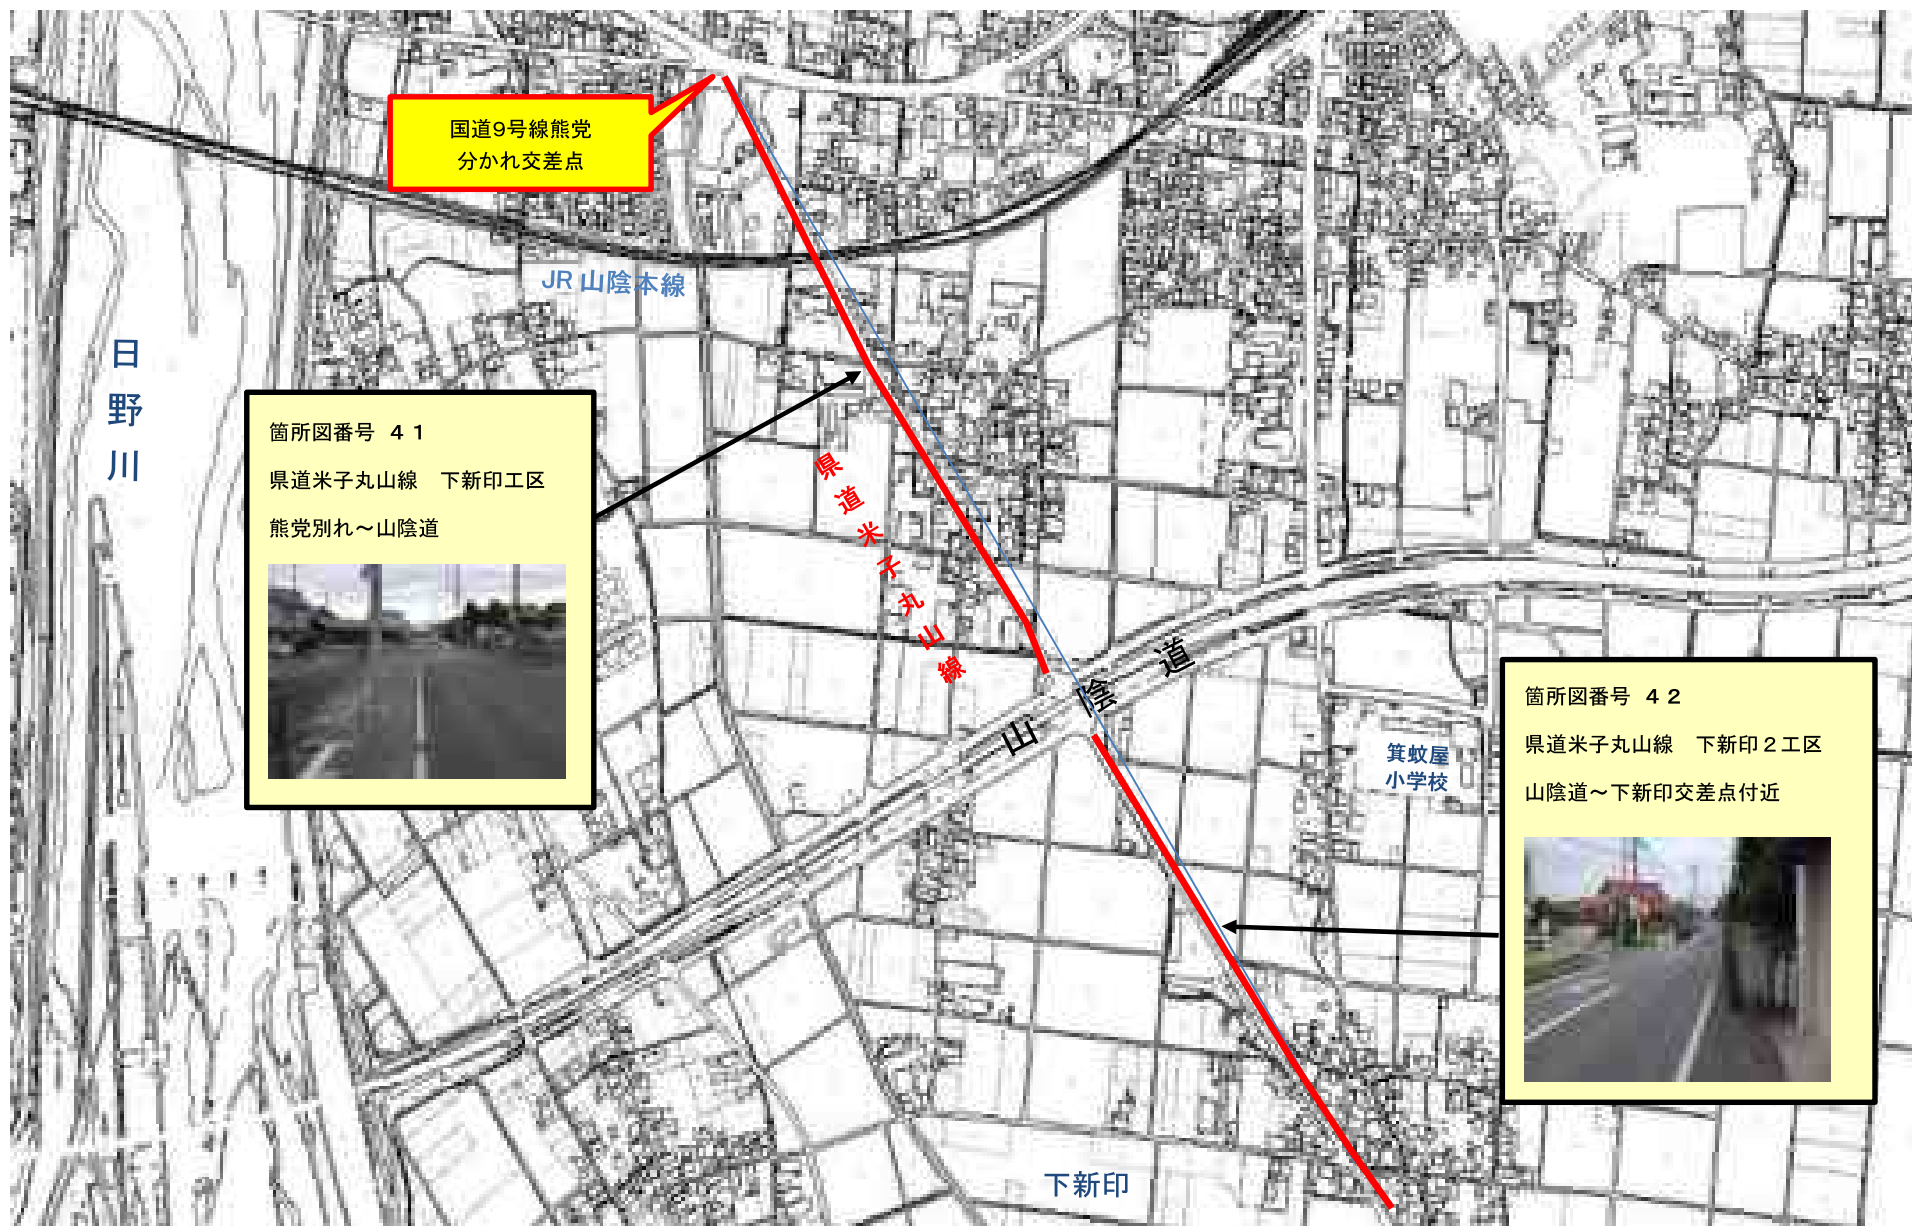 国道9号線熊党
分かれ交差点
JR 山陰本線
日野川
箇所図番号 41
県道米子丸山線 下新印工区
熊党別れ～山陰道
県道米子丸山線
山陰道
箕蚊屋
小学校
箇所図番号 42
県道米子丸山線 下新印2工区
山陰道～下新印交差点付近
下新印